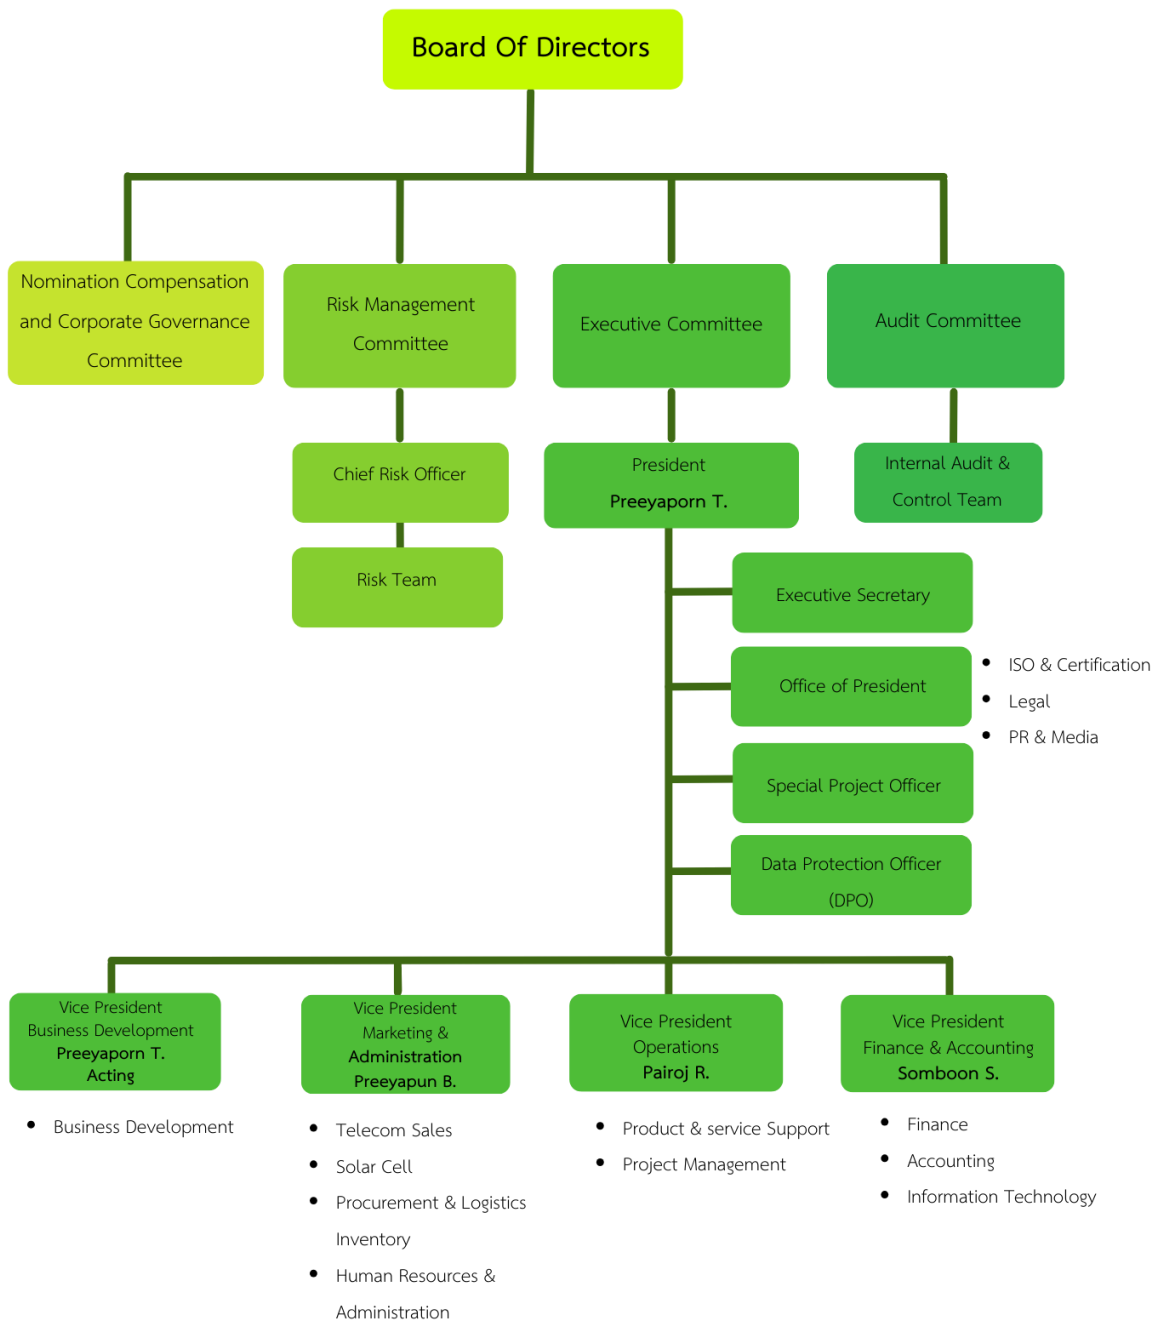 Board Of Directors
Nomination Compensation
and Corporate Governance
Committee
Risk Management
Committee
Executive Committee
Audit Committee
Chief Risk Officer
President
Preeyaporn T.
Internal Audit &
Control Team
Risk Team
Executive Secretary
Office of President
• ISO & Certification
• Legal
• PR & Media
Special Project Officer
Data Protection Officer
(DPO)
Vice President
Business Development
Preeyaporn T.
Acting
• Business Development
Vice President
Marketing &
Administration
Preeyapun B.
• Telecom Sales
• Solar Cell
• Procurement & Logistics
Inventory
• Human Resources &
Administration
Vice President
Operations
Pairoj R.
• Product & service Support
• Project Management
Vice President
Finance & Accounting
Somboon S.
• Finance
• Accounting
• Information Technology